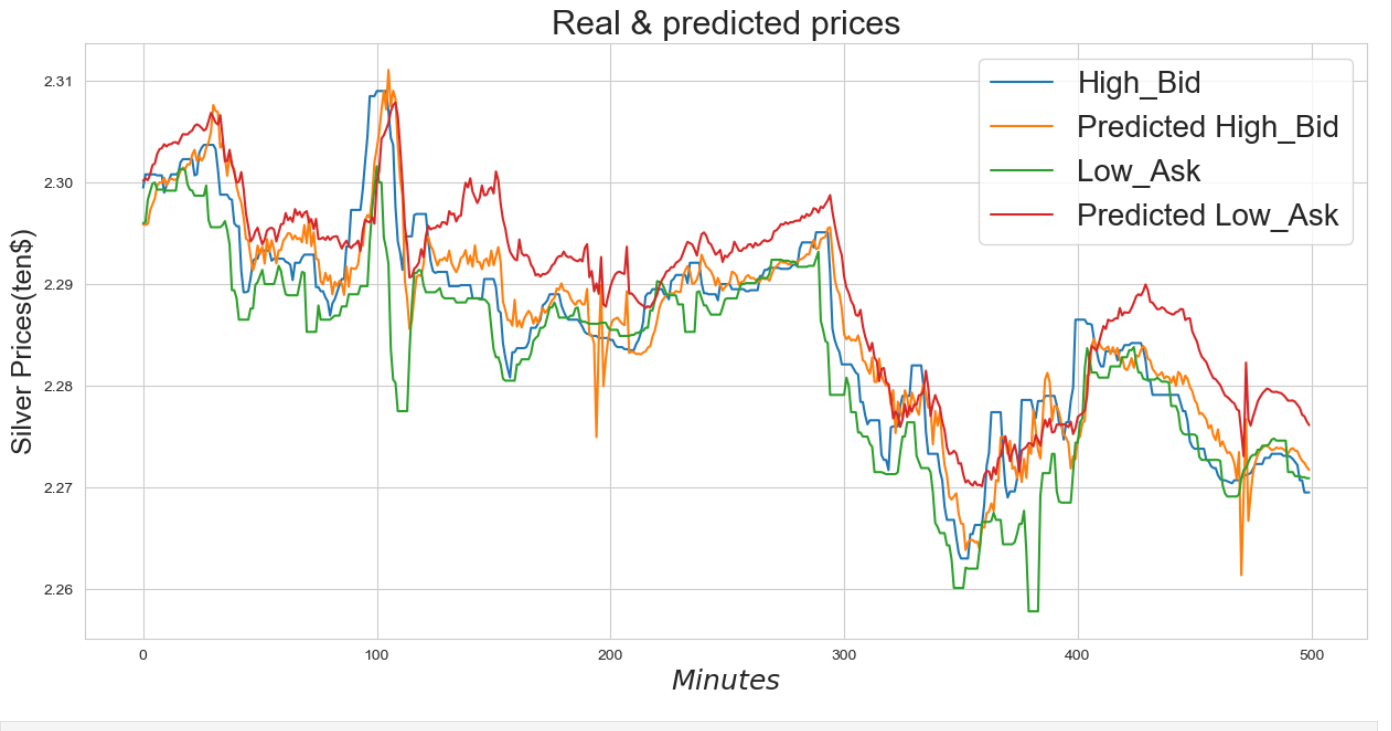 Real & predicted prices
High_Bid
Predicted High_Bid
Low_Ask
Predicted Low_Ask
Silver Prices(ten$)
2.31
2.30
2.29
2.28
2.27
2.26
0 100 200 300 400 500
Minutes